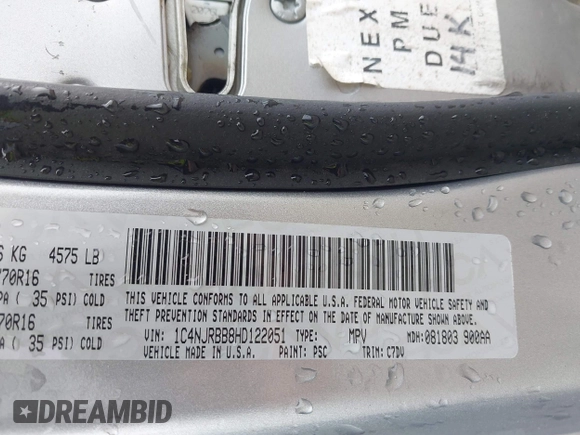 NEX
PM
DUE
14K
6 KG 4575 LB
70R16 TIRES
PA ( 35 PSI) COLD
70R16 TIRES
PA ( 35 PSI) COLD
THIS VEHICLE CONFORMS TO ALL APPLICABLE U.S.A. FEDERAL MOTOR VEHICLE SAFETY AND
THEFT PREVENTION STANDARDS IN EFFECT ON THE DATE OF MANUFACTURE SHOWN ABOVE.
VIN: 1C4NJRBB8HD122051 TYPE: MPV MDH: 081803 900AA
VEHICLE MADE IN U.S.A. PAINT: PSC TRIM: C7DV
DREAMBID